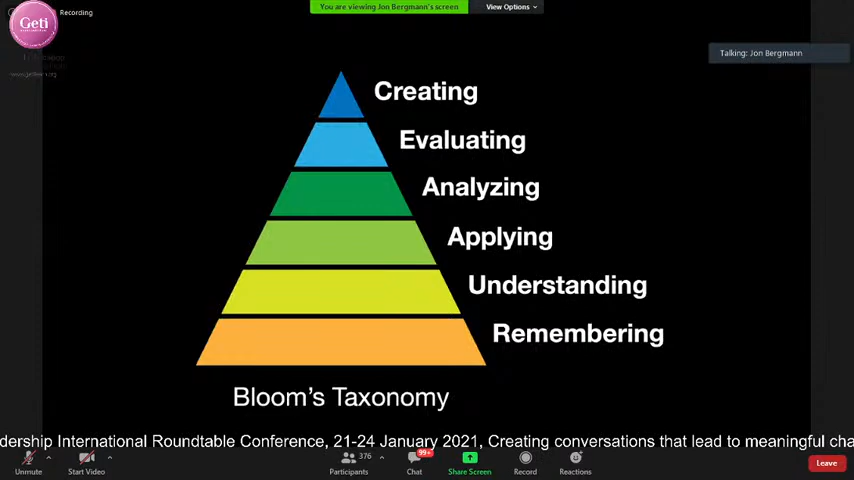 Geti
Recording
You are viewing Jon Bergmann's screen
View Options
Talking: Jon Bergmann
Creating
Evaluating
Analyzing
Applying
Understanding
Remembering
Bloom's Taxonomy
dership International Roundtable Conference, 21-24 January 2021, Creating conversations that lead to meaningful cha
Unmute
Start Video
376
Participants
99+
Chat
Share Screen
Record
Reactions
Leave